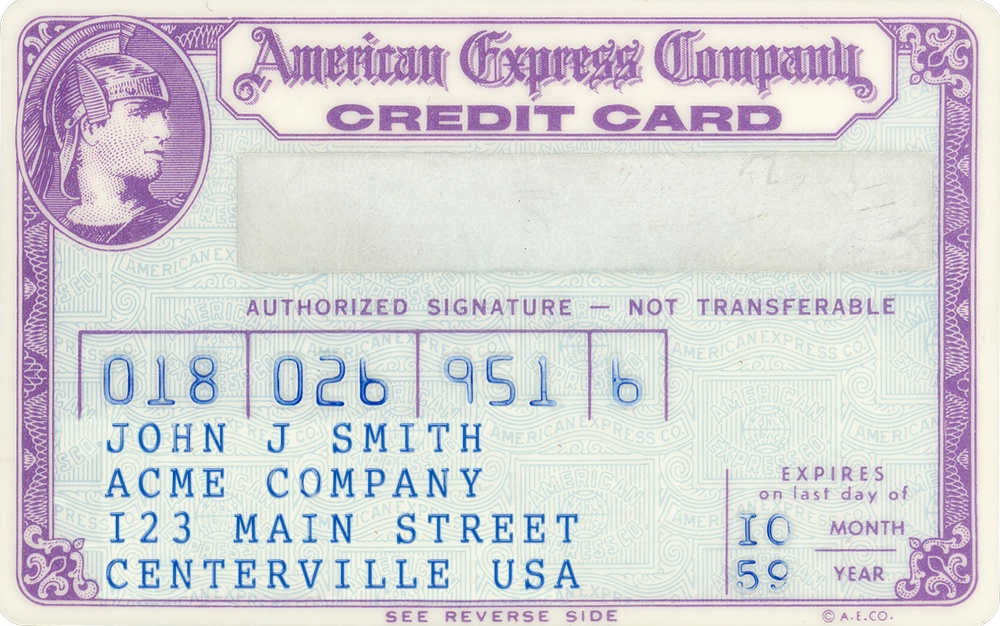 American Express Company
CREDIT CARD
AUTHORIZED SIGNATURE — NOT TRANSFERABLE
018 026 951 6
JOHN J SMITH
ACME COMPANY
123 MAIN STREET
CENTERVILLE USA
EXPIRES
on last day of
10 MONTH
59 YEAR
SEE REVERSE SIDE
© A.E.CO.